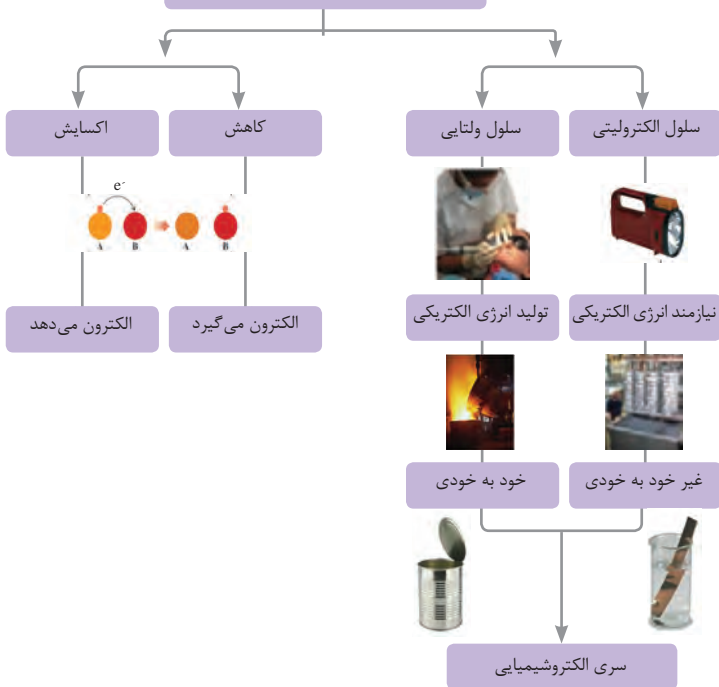 سلول الکترولیتی
سلول ولتایی
کاهش
اکسایش
e-
A B A B
نیازمند انرژی الکتریکی
تولید انرژی الکتریکی
الکترون می‌گیرد
الکترون می‌دهد
غیر خود به خودی
خود به خودی
سری الکتروشیمیایی